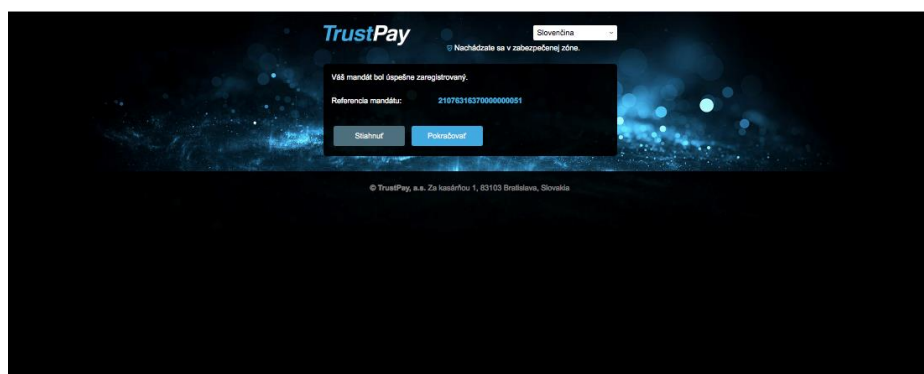 TrustPay
Slovenčina
Nachádzate sa v zabezpečenej zóne.
Váš mandát bol úspešne zaregistrovaný.
Referencia mandátu: 21076316370000000051
Stiahnuť Pokračovať
© TrustPay, a.s. Za kasárňou 1, 83103 Bratislava, Slovakia